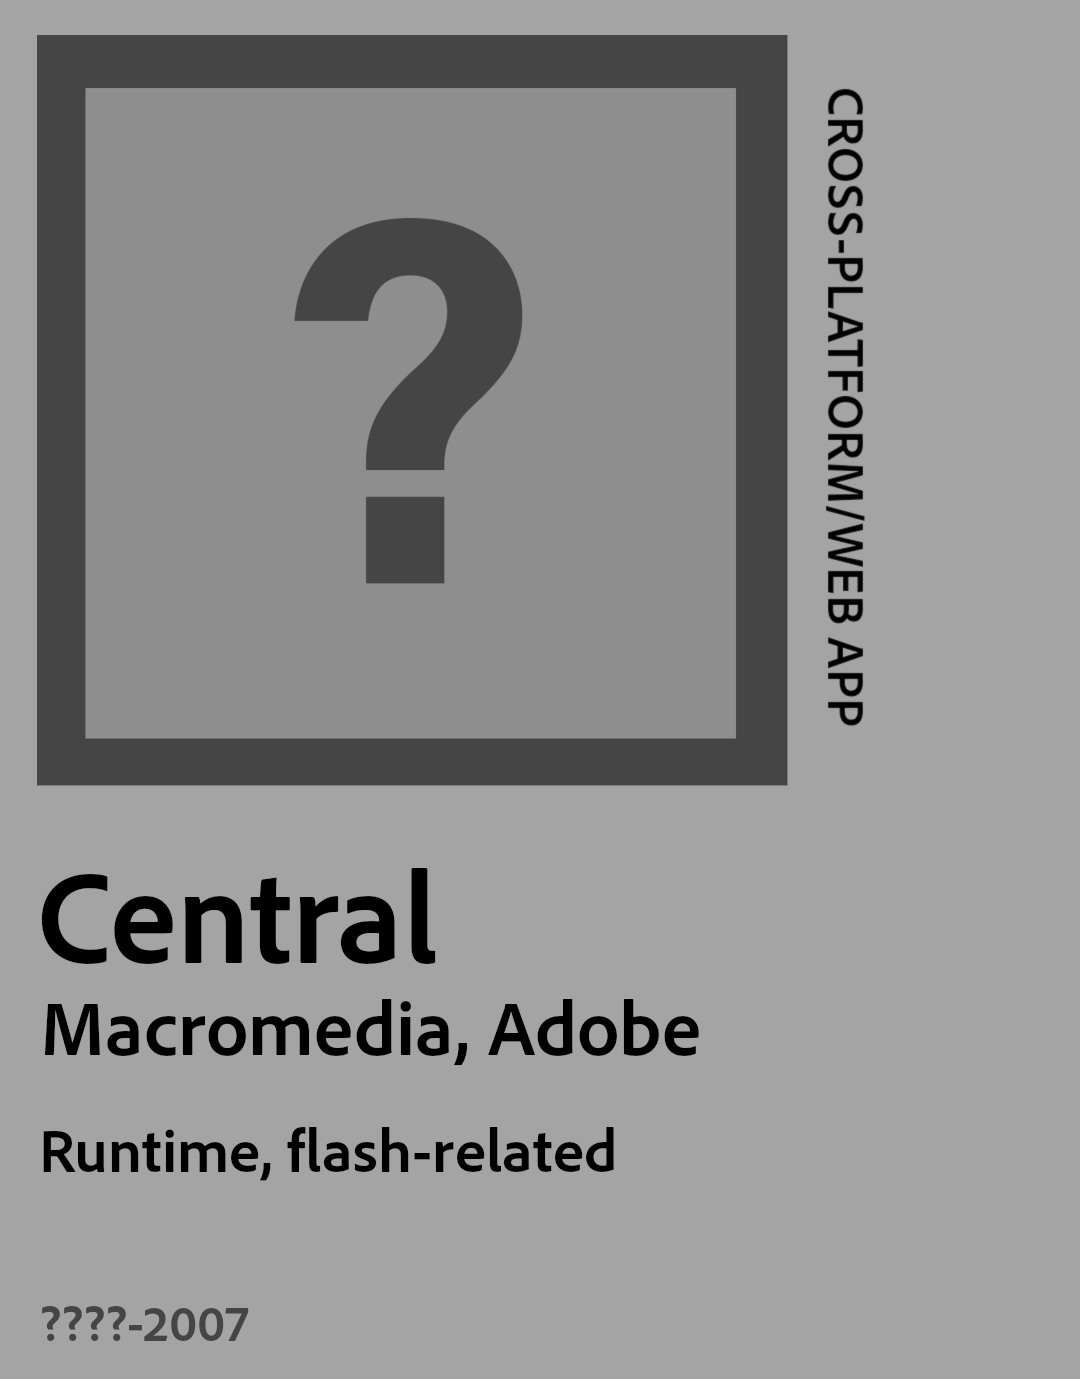 ?
CROSS-PLATFORM/WEB APP
Central
Macromedia, Adobe
Runtime, flash-related
????-2007